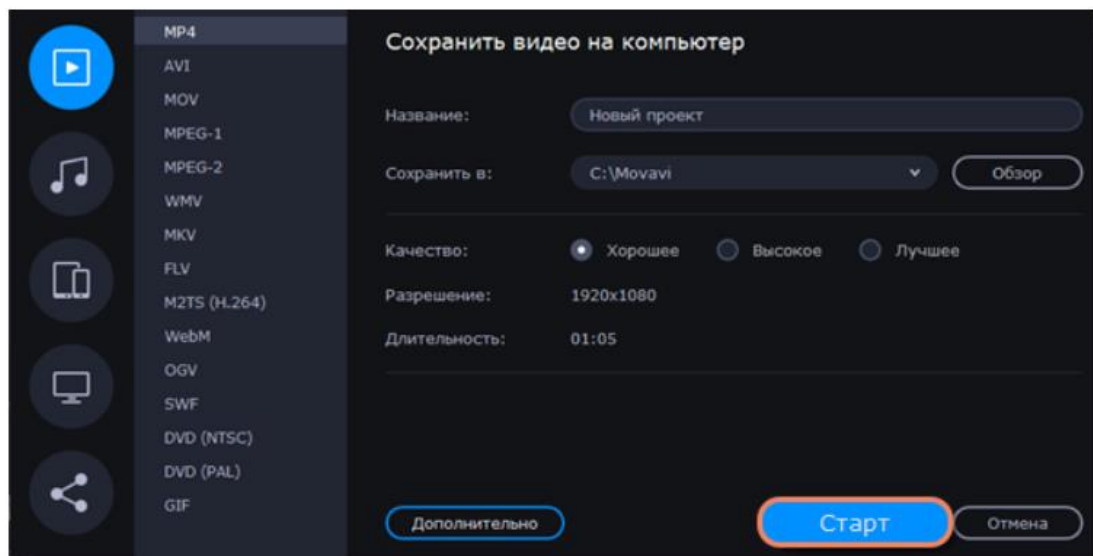 MP4
AVI
MOV
MPEG-1
MPEG-2
WMV
MKV
FLV
M2TS (H.264)
WebM
OGV
SWF
DVD (NTSC)
DVD (PAL)
GIF
Сохранить видео на компьютер
Название: Новый проект
Сохранить в: C:\Movavi Обзор
Качество: Хорошее Высокое Лучшее
Разрешение: 1920x1080
Длительность: 01:05
Дополнительно Старт Отмена